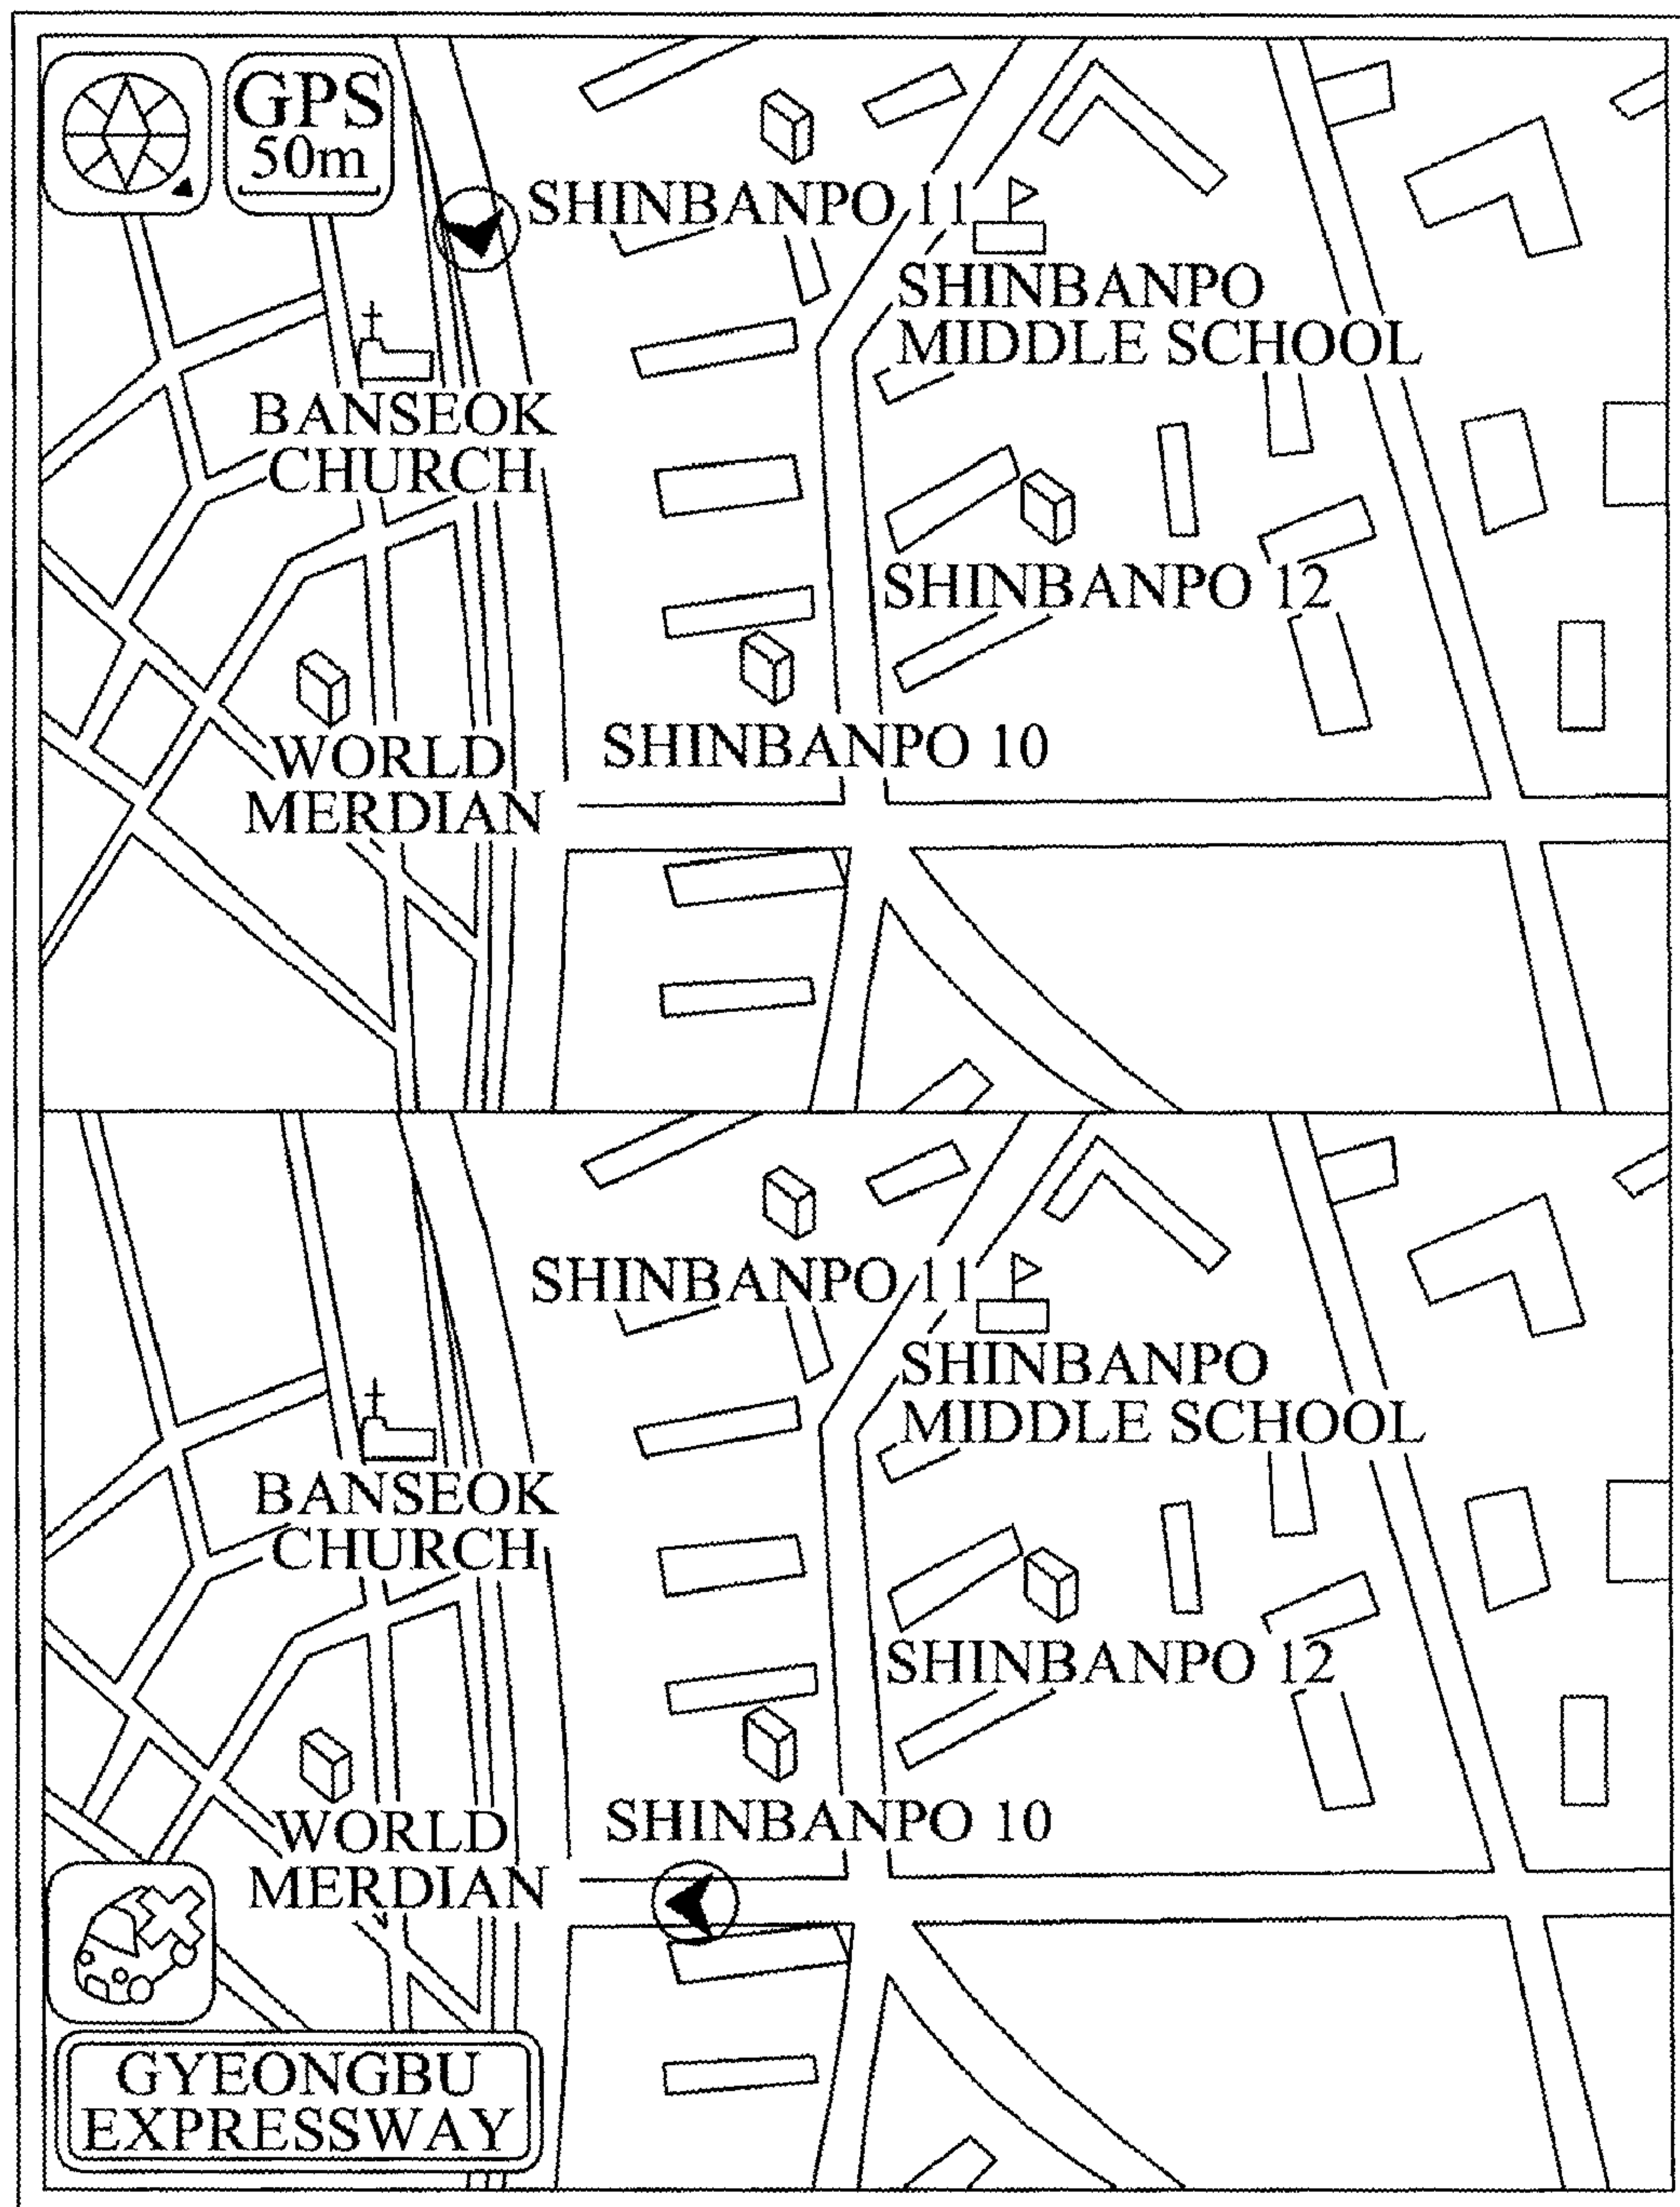 GPS
50m
SHINBANPO 11
SHINBANPO
MIDDLE SCHOOL
BANSEOK
CHURCH
SHINBANPO 12
SHINBANPO 10
WORLD
MERDIAN
SHINBANPO 11
SHINBANPO
MIDDLE SCHOOL
BANSEOK
CHURCH
SHINBANPO 12
SHINBANPO 10
WORLD
MERDIAN
GYEONGBU
EXPRESSWAY